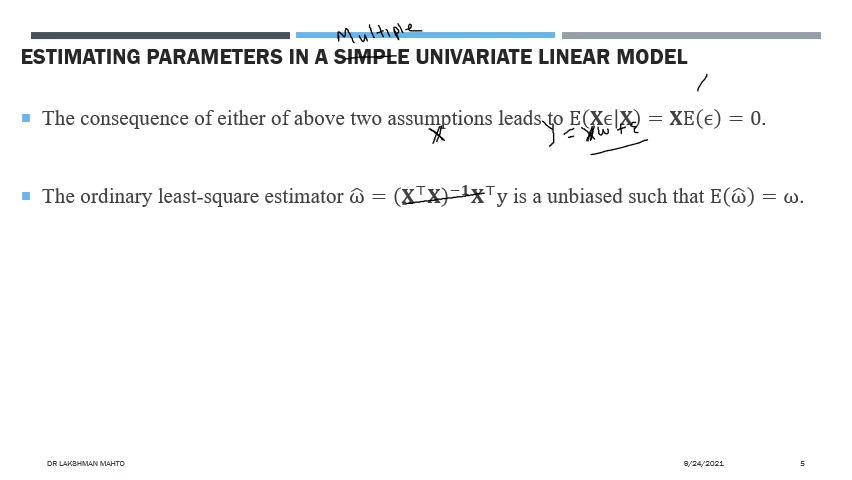 Multiple
ESTIMATING PARAMETERS IN A SIMPLE UNIVARIATE LINEAR MODEL
The consequence of either of above two assumptions leads to E(𝐗ϵ|𝐗) = 𝐗E(ϵ) = 0.
X y = xw + ε
The ordinary least-square estimator ω̂ = (𝐗⊤𝐗)⁻¹𝐗⊤y is a unbiased such that E(ω̂) = ω.
DR LAKSHMAN MAHTO 9/24/2021 5